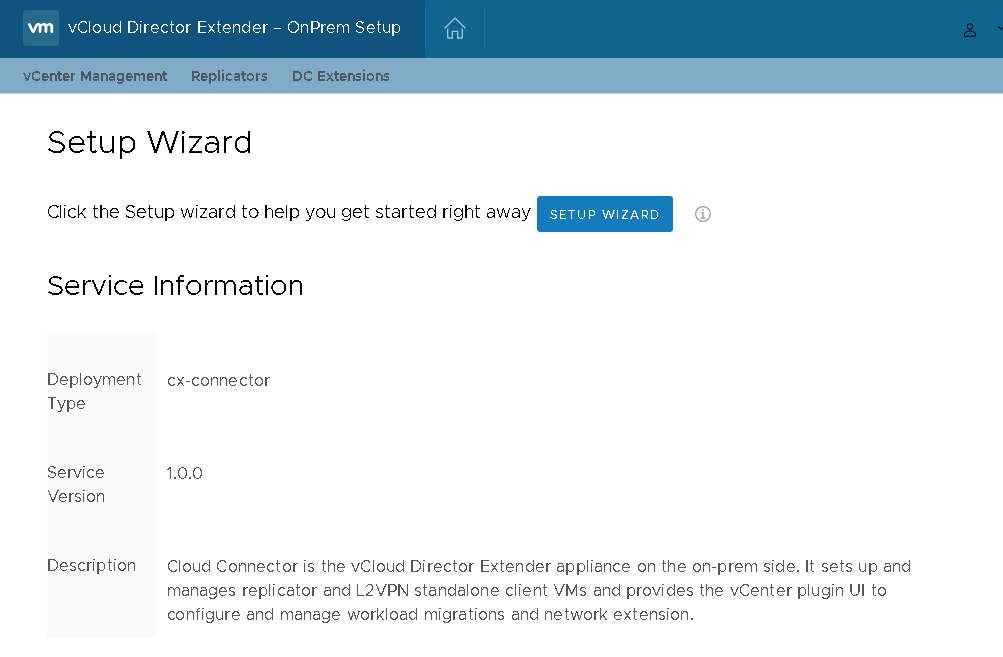 vm vCloud Director Extender – OnPrem Setup
vCenter Management Replicators DC Extensions
Setup Wizard
Click the Setup wizard to help you get started right away SETUP WIZARD
Service Information
Deployment Type cx-connector
Service Version 1.0.0
Description Cloud Connector is the vCloud Director Extender appliance on the on-prem side. It sets up and
manages replicator and L2VPN standalone client VMs and provides the vCenter plugin UI to
configure and manage workload migrations and network extension.